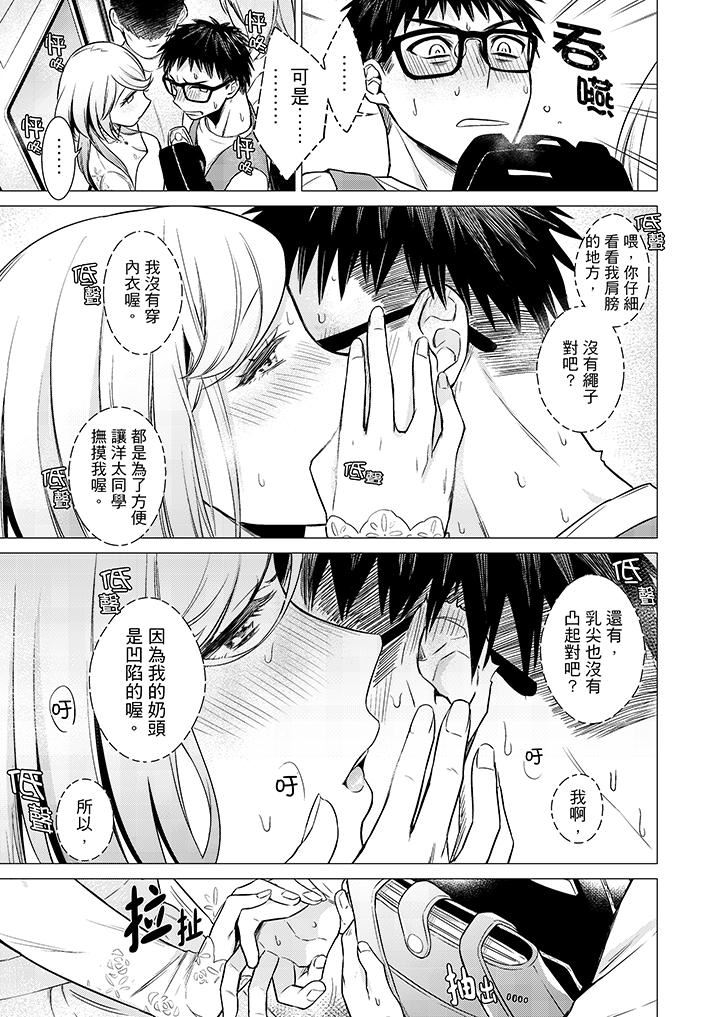 吞
嚥
可是⋯
⋯⋯
⋯⋯
怦
咚
怦
咚
怦
咚
喂，你仔細
看看我肩膀
的地方，
沒有繩子
對吧？
低聲
我沒有穿
內衣喔。
低聲
都是為了方便
讓洋太同學
撫摸我喔。
低聲
低聲
還有，
乳尖也沒有
凸起對吧？
低聲
因為我的奶頭
是凹陷的喔。
低聲
吁
吁
吁
我啊，
所以，
低聲
抽出⋯⋯
拉
扯